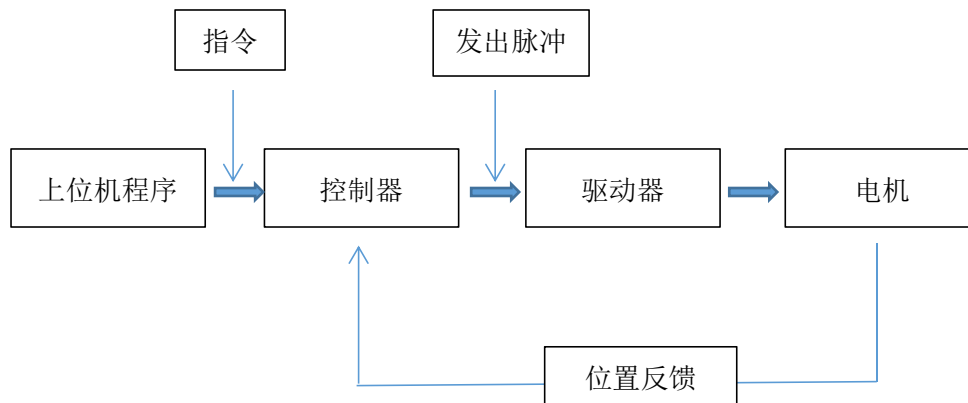 指令
发出脉冲
上位机程序
控制器
驱动器
电机
位置反馈